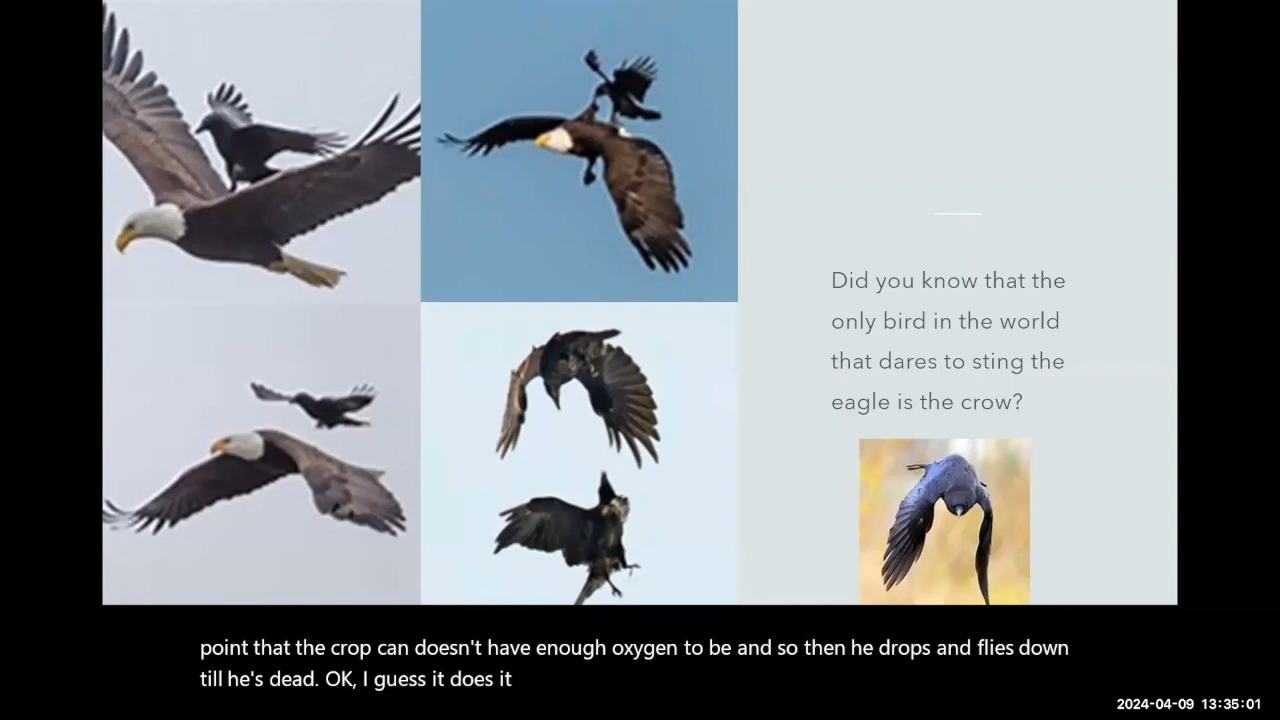 Did you know that the
only bird in the world
that dares to sting the
eagle is the crow?
point that the crop can doesn't have enough oxygen to be and so then he drops and flies down
till he's dead. OK, I guess it does it
2024-04-09 13:35:01